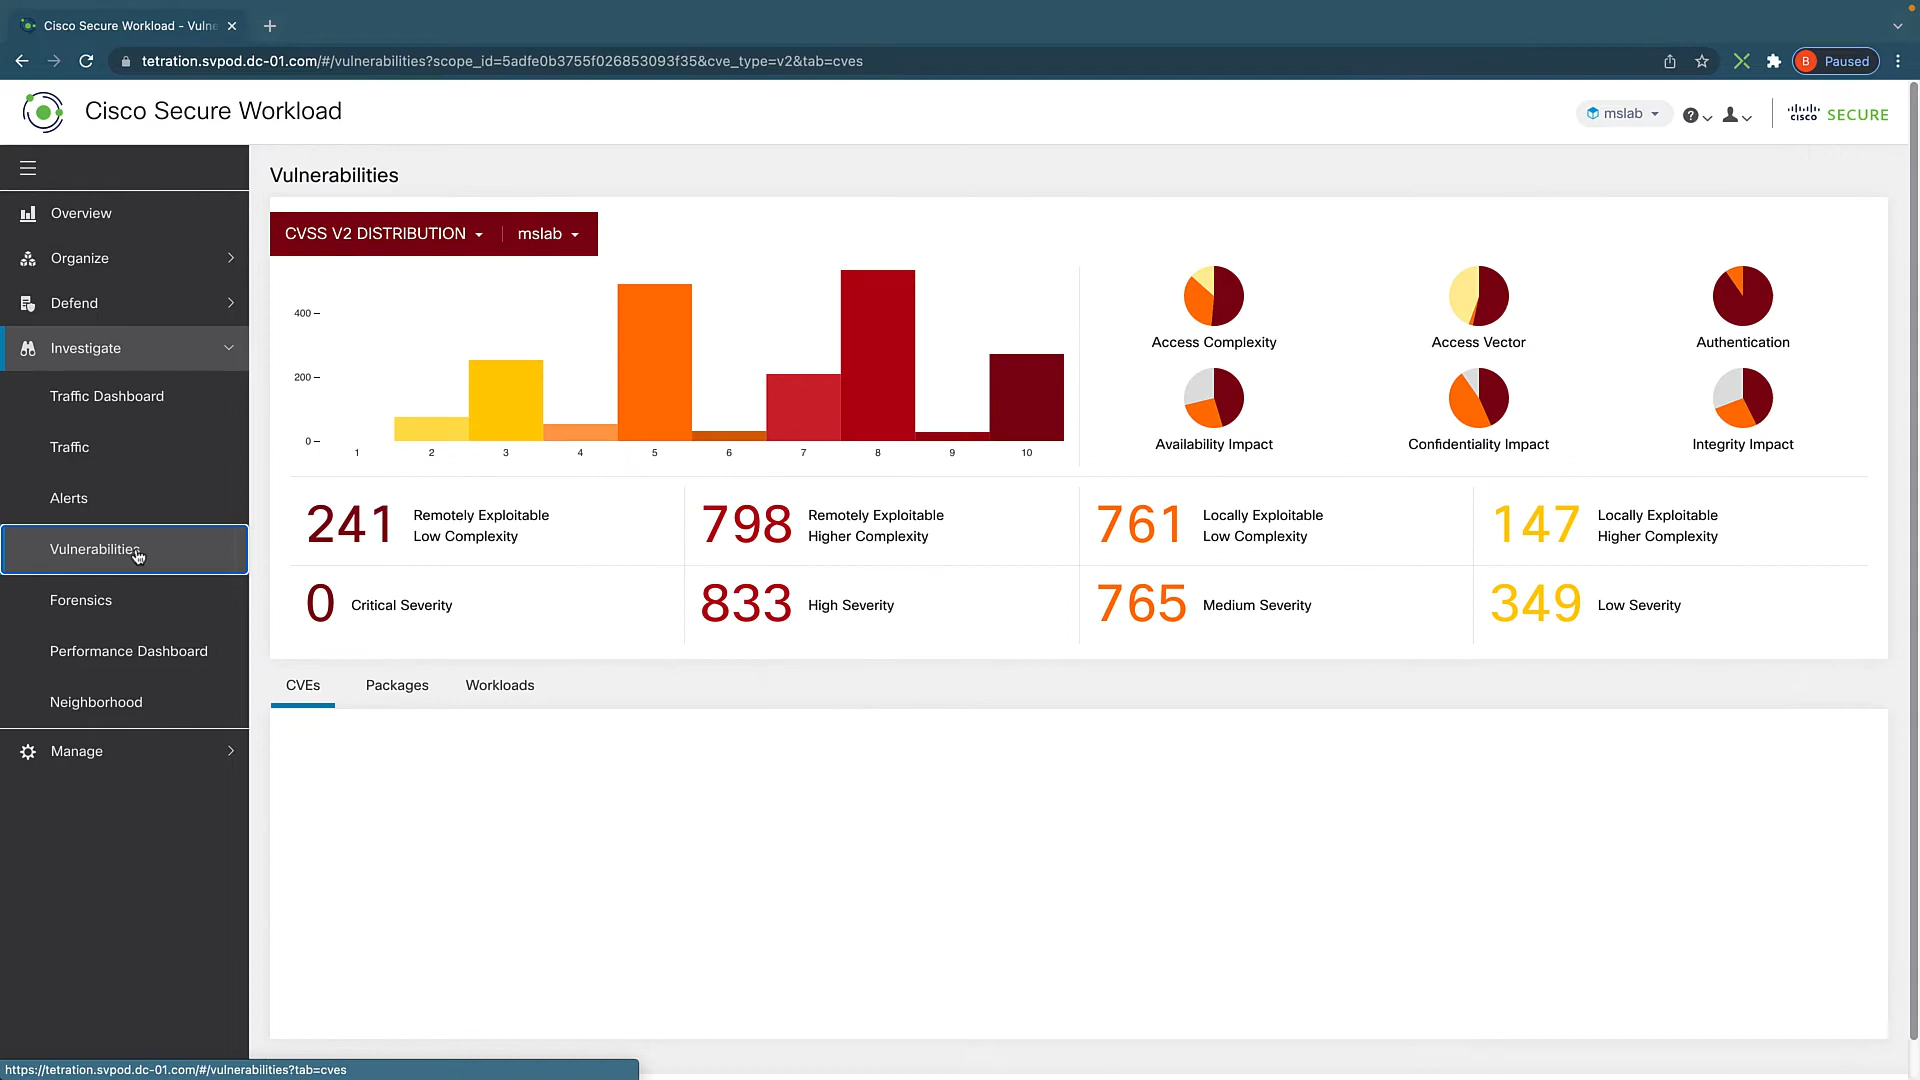 Cisco Secure Workload - Vulne
tetration.svpod.dc-01.com/#/vulnerabilities?scope_id=5adfe0b3755f026853093f35&cve_type=v2&tab=cves
B Paused
Cisco Secure Workload
mslab
cisco SECURE
Vulnerabilities
Overview
Organize
Defend
Investigate
Traffic Dashboard
Traffic
Alerts
Vulnerabilities
Forensics
Performance Dashboard
Neighborhood
Manage
CVSS V2 DISTRIBUTION mslab
400
200
0
1 2 3 4 5 6 7 8 9 10
Access Complexity
Access Vector
Authentication
Availability Impact
Confidentiality Impact
Integrity Impact
241 Remotely Exploitable
Low Complexity
798 Remotely Exploitable
Higher Complexity
761 Locally Exploitable
Low Complexity
147 Locally Exploitable
Higher Complexity
0 Critical Severity
833 High Severity
765 Medium Severity
349 Low Severity
CVEs Packages Workloads
https://tetration.svpod.dc-01.com/#/vulnerabilities?tab=cves